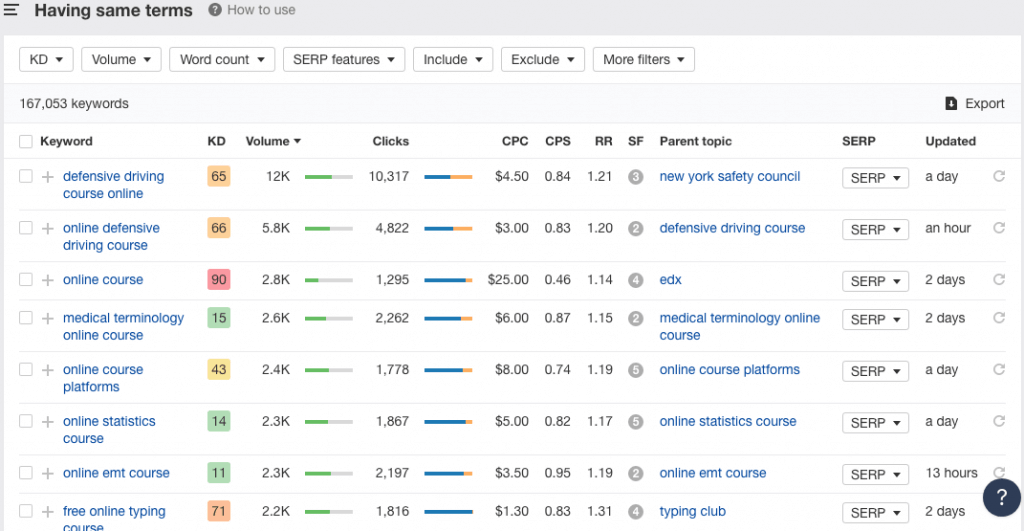 Having same terms ? How to use
KD Volume Word count SERP features Include Exclude More filters
167,053 keywords Export
Keyword KD Volume Clicks CPC CPS RR SF Parent topic SERP Updated
defensive driving 65 12K 10,317 $4.50 0.84 1.21 3 new york safety council SERP a day
course online
online defensive 66 5.8K 4,822 $3.00 0.83 1.20 2 defensive driving course SERP an hour
driving course
online course 90 2.8K 1,295 $25.00 0.46 1.14 4 edx SERP 2 days
medical terminology 15 2.6K 2,262 $6.00 0.87 1.15 2 medical terminology online SERP 2 days
online course course
online course 43 2.4K 1,778 $8.00 0.74 1.19 5 online course platforms SERP a day
platforms
online statistics 14 2.3K 1,867 $5.00 0.82 1.17 5 online statistics course SERP a day
course
online emt course 11 2.3K 2,197 $3.50 0.95 1.19 2 online emt course SERP 13 hours
?
free online typing 71 2.2K 1,816 $1.30 0.83 1.31 4 typing club SERP 2 days
course